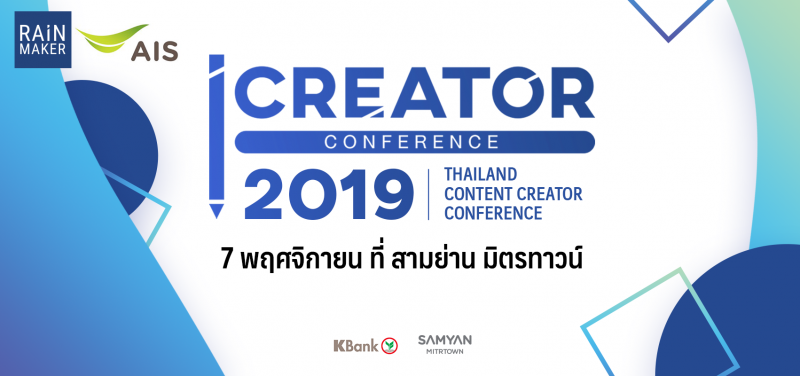 RAiN
MAKER
AIS
iCREATOR
CONFERENCE
2019
THAILAND
CONTENT CREATOR
CONFERENCE
7 พฤศจิกายน ที่ สามย่าน มิตรทาวน์
KBank
SAMYAN
MITRTOWN